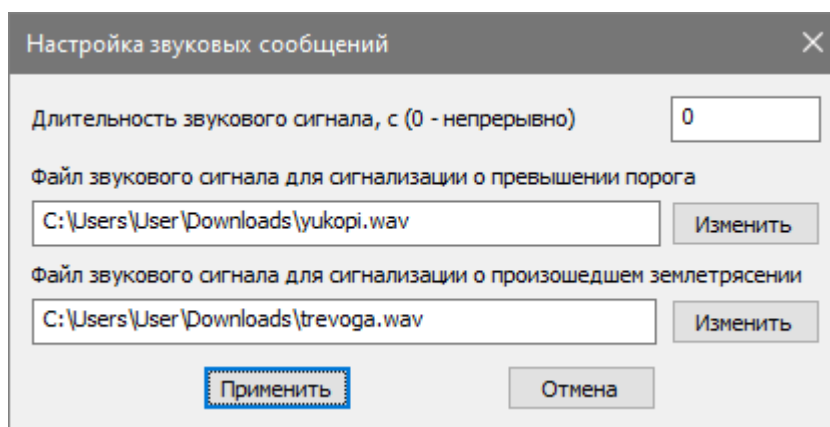 Настройка звуковых сообщений
Длительность звукового сигнала, с (0 - непрерывно) 0
Файл звукового сигнала для сигнализации о превышении порога
C:\Users\User\Downloads\yukopi.wav Изменить
Файл звукового сигнала для сигнализации о произошедшем землетрясении
C:\Users\User\Downloads\trevoga.wav Изменить
Применить Отмена